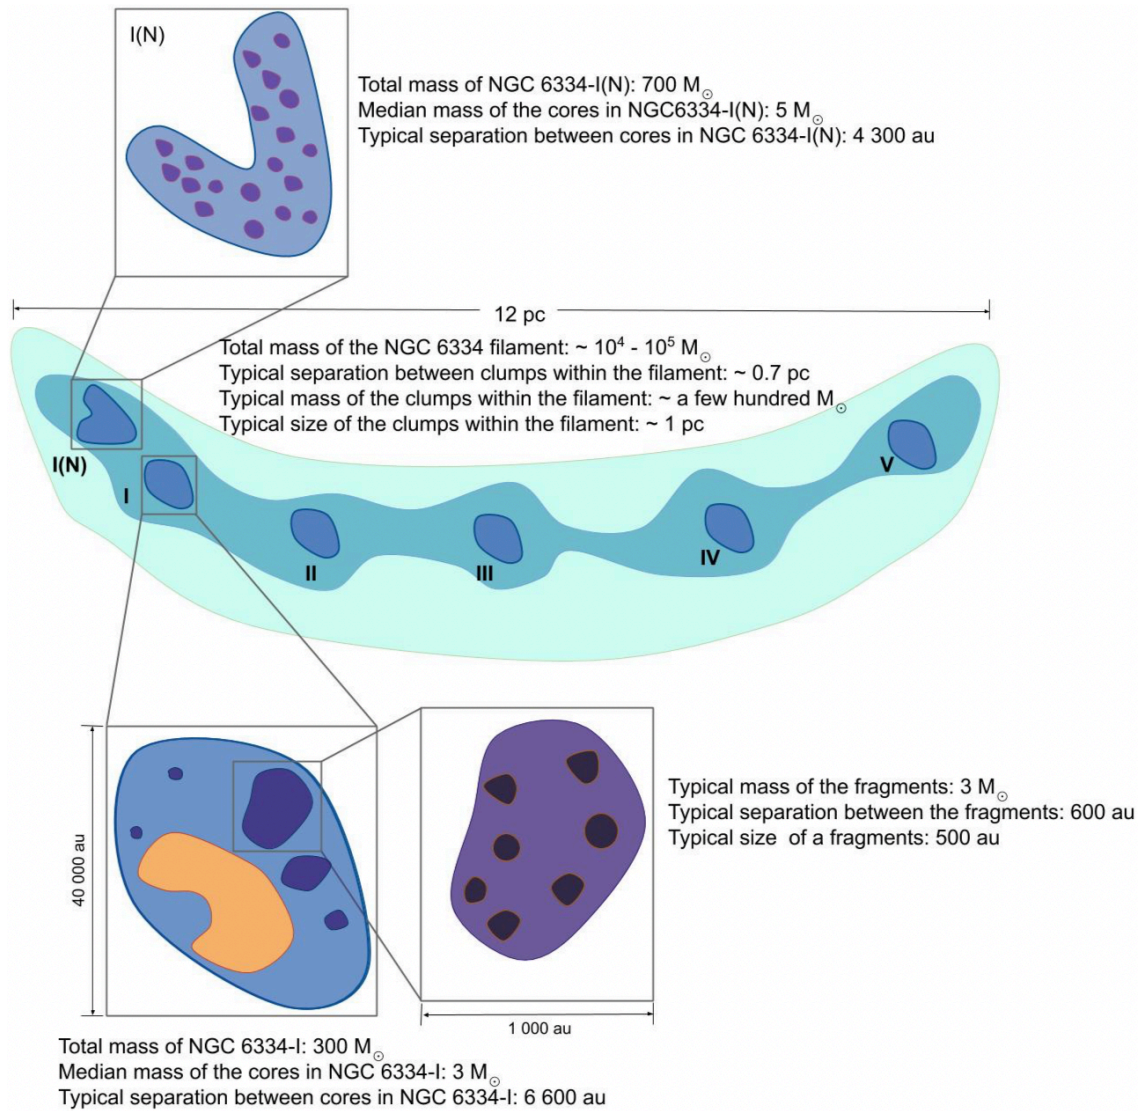 I(N)
Total mass of NGC 6334-I(N): 700 M☉
Median mass of the cores in NGC6334-I(N): 5 M☉
Typical separation between cores in NGC 6334-I(N): 4 300 au
12 pc
Total mass of the NGC 6334 filament: ~ 10⁴ - 10⁵ M☉
Typical separation between clumps within the filament: ~ 0.7 pc
Typical mass of the clumps within the filament: ~ a few hundred M☉
Typical size of the clumps within the filament: ~ 1 pc
I(N)
I
II
III
IV
V
40 000 au
Typical mass of the fragments: 3 M☉
Typical separation between the fragments: 600 au
Typical size of a fragments: 500 au
1 000 au
Total mass of NGC 6334-I: 300 M☉
Median mass of the cores in NGC 6334-I: 3 M☉
Typical separation between cores in NGC 6334-I: 6 600 au